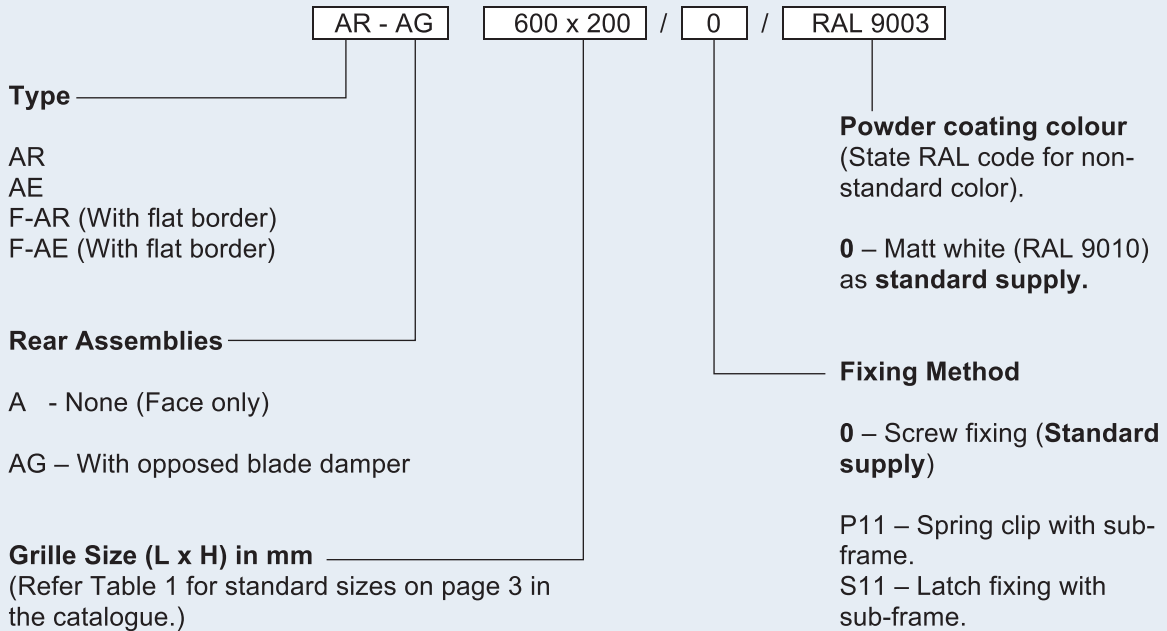 AR - AG 600 x 200 / 0 / RAL 9003
Type
AR
AE
F-AR (With flat border)
F-AE (With flat border)
Rear Assemblies
A - None (Face only)
AG – With opposed blade damper
Grille Size (L x H) in mm
(Refer Table 1 for standard sizes on page 3 in
the catalogue.)
Powder coating colour
(State RAL code for non-
standard color).
0 – Matt white (RAL 9010)
as standard supply.
Fixing Method
0 – Screw fixing (Standard
supply)
P11 – Spring clip with sub-
frame.
S11 – Latch fixing with
sub-frame.